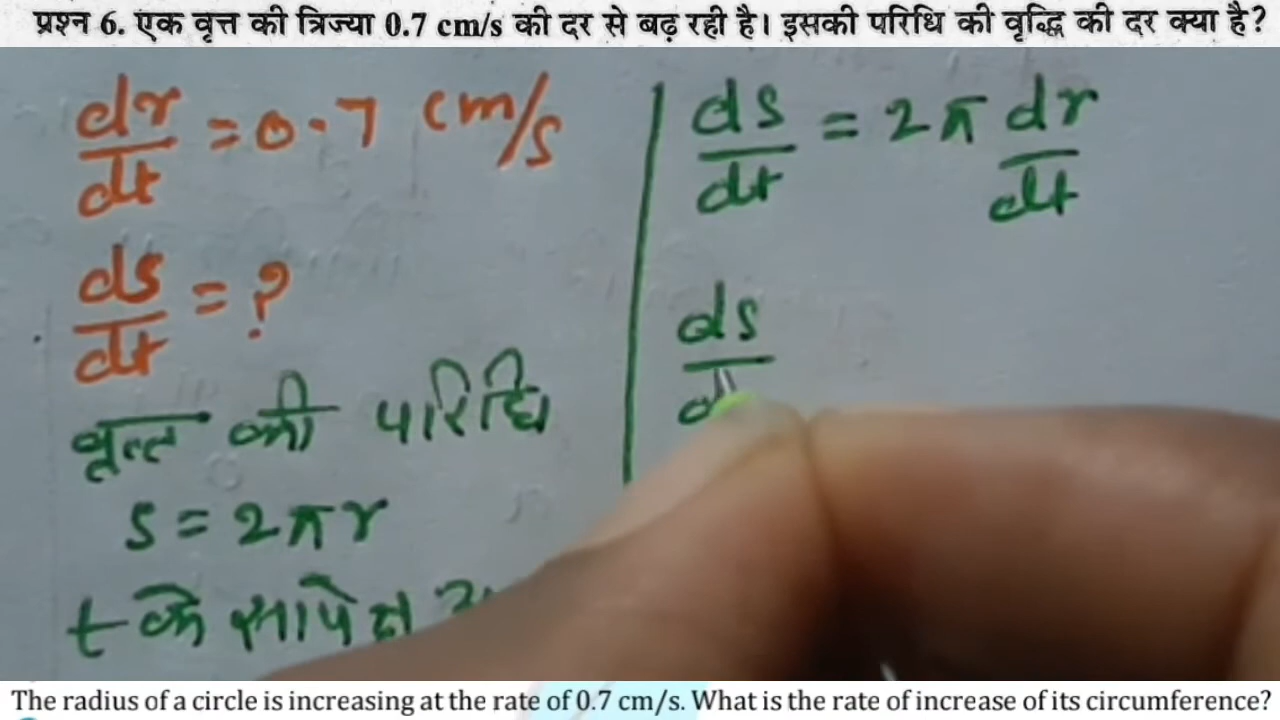 प्रश्न 6. एक वृत्त की त्रिज्या 0.7 cm/s की दर से बढ़ रही है। इसकी परिधि की वृद्धि की दर क्या है?
dr/dt = 0.7 cm/s
ds/dt = ?
वृत्त की परिधि
s = 2πr
t के सापेक्ष
ds/dt = 2π dr/dt
ds
The radius of a circle is increasing at the rate of 0.7 cm/s. What is the rate of increase of its circumference?